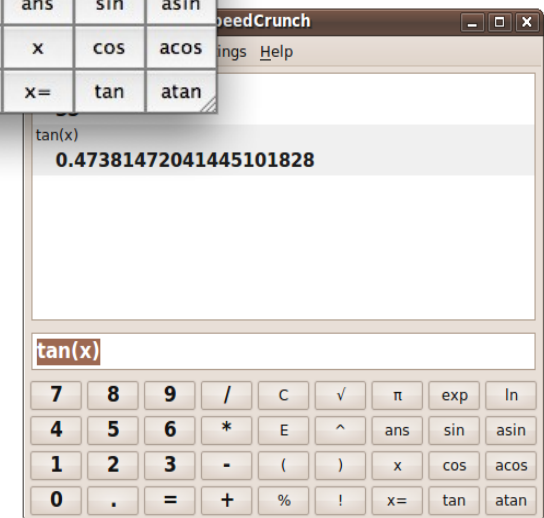 ans sin asin
x cos acos
x= tan atan
peedCrunch
ings Help
tan(x)
0.47381472041445101828
tan(x)
7 8 9 / C √ π exp ln
4 5 6 * E ^ ans sin asin
1 2 3 - ( ) x cos acos
0 . = + % ! x= tan atan